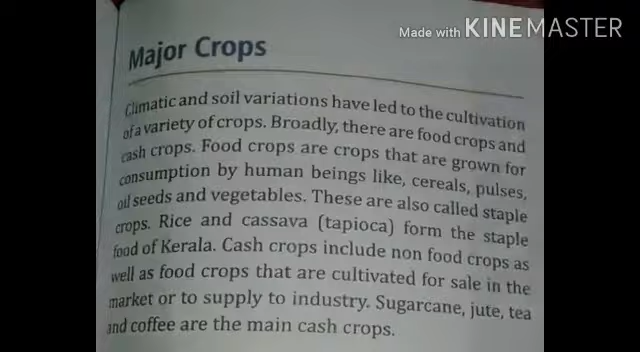 Made with KINEMASTER
Major Crops
Climatic and soil variations have led to the cultivation
of a variety of crops. Broadly, there are food crops and
cash crops. Food crops are crops that are grown for
consumption by human beings like, cereals, pulses,
oil seeds and vegetables. These are also called staple
crops. Rice and cassava (tapioca) form the staple
food of Kerala. Cash crops include non food crops as
well as food crops that are cultivated for sale in the
market or to supply to industry. Sugarcane, jute, tea
and coffee are the main cash crops.